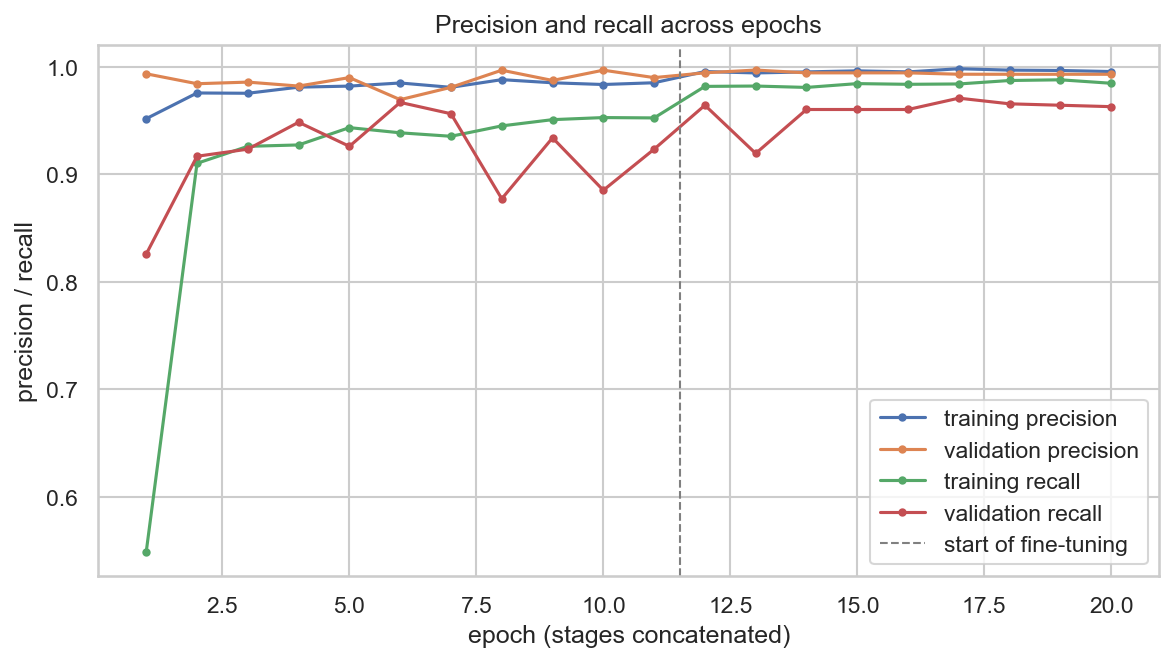 Precision and recall across epochs
1.0
0.9
0.8
0.7
0.6
precision / recall
training precision
validation precision
training recall
validation recall
start of fine-tuning
2.5 5.0 7.5 10.0 12.5 15.0 17.5 20.0
epoch (stages concatenated)